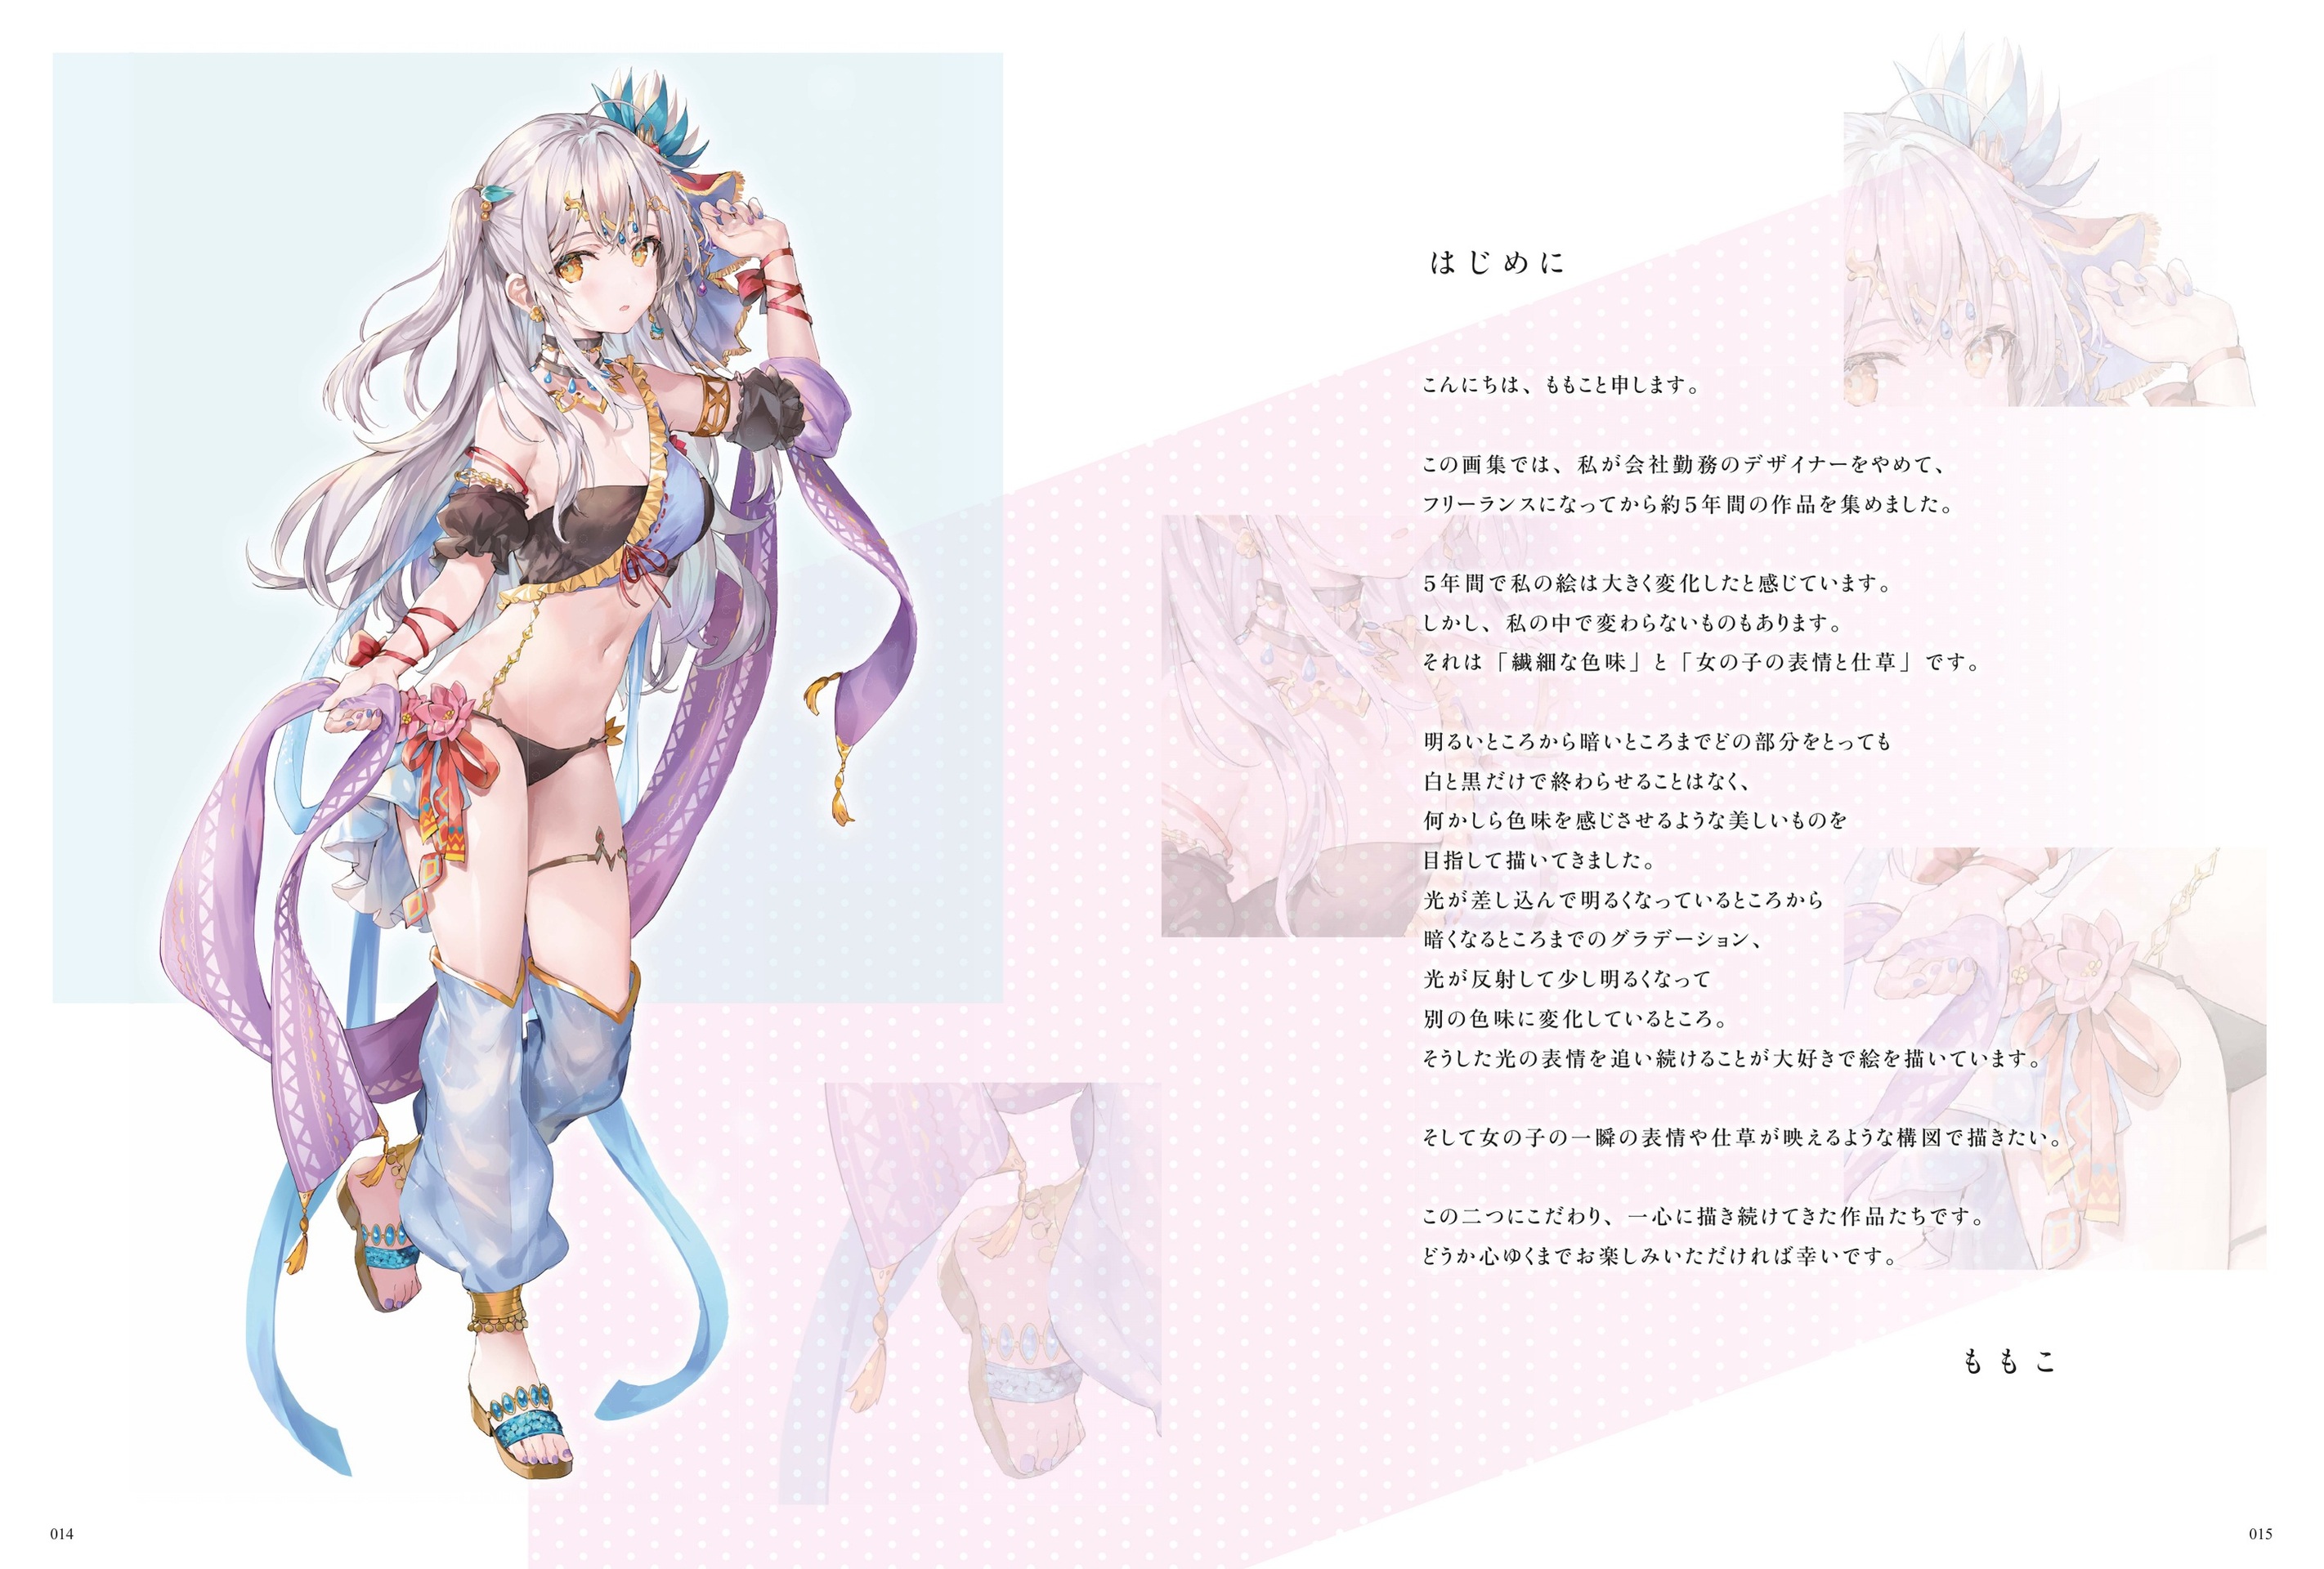 はじめに
こんにちは、ももこと申します。
この画集では、私が会社勤務のデザイナーをやめて、
フリーランスになってから約5年間の作品を集めました。
5年間で私の絵は大きく変化したと感じています。
しかし、私の中で変わらないものもあります。
それは「繊細な色味」と「女の子の表情と仕草」です。
明るいところから暗いところまでどの部分をとっても
白と黒だけで終わらせることはなく、
何かしら色味を感じさせるような美しいものを
目指して描いてきました。
光が差し込んで明るくなっているところから
暗くなるところまでのグラデーション、
光が反射して少し明るくなって
別の色味に変化しているところ。
そうした光の表情を追い続けることが大好きで絵を描いています。
そして女の子の一瞬の表情や仕草が映えるような構図で描きたい。
この二つにこだわり、一心に描き続けてきた作品たちです。
どうか心ゆくまでお楽しみいただければ幸いです。
ももこ
014
015